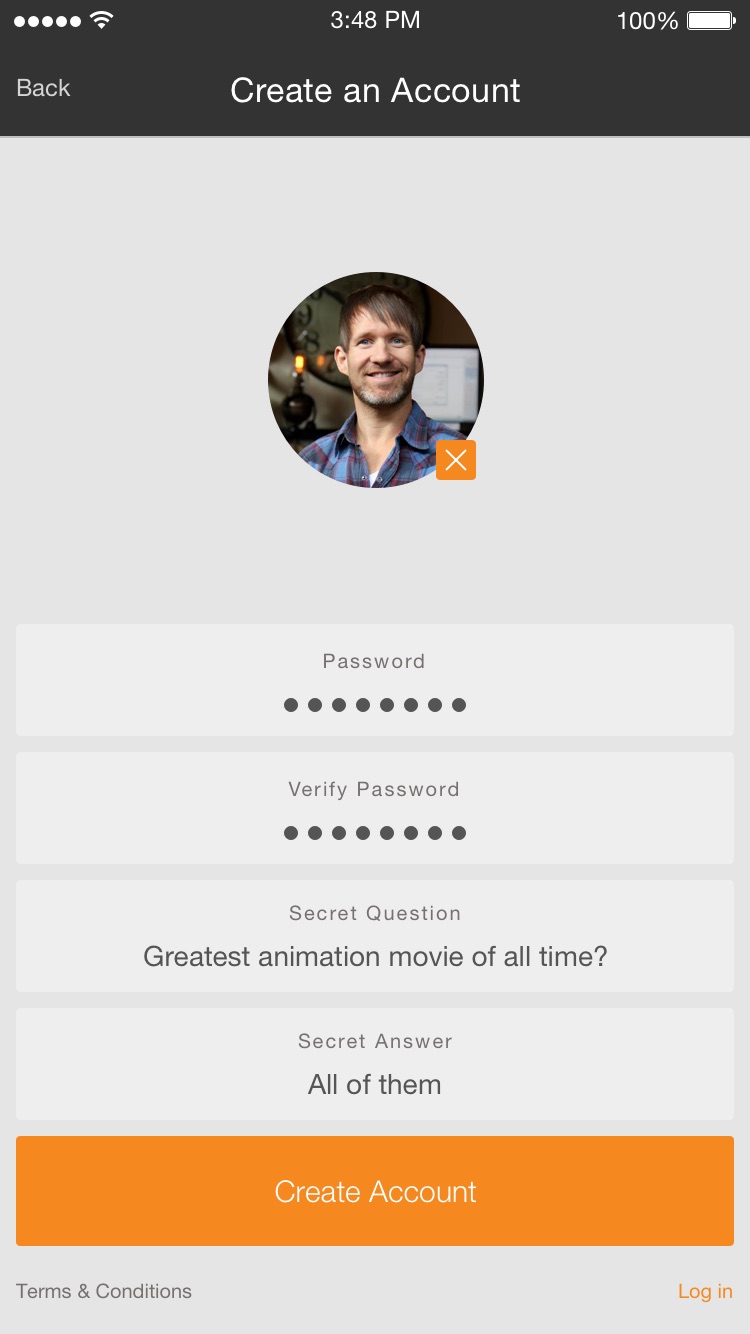 3:48 PM
100%
Back
Create an Account
Password
Verify Password
Secret Question
Greatest animation movie of all time?
Secret Answer
All of them
Create Account
Terms & Conditions
Log in